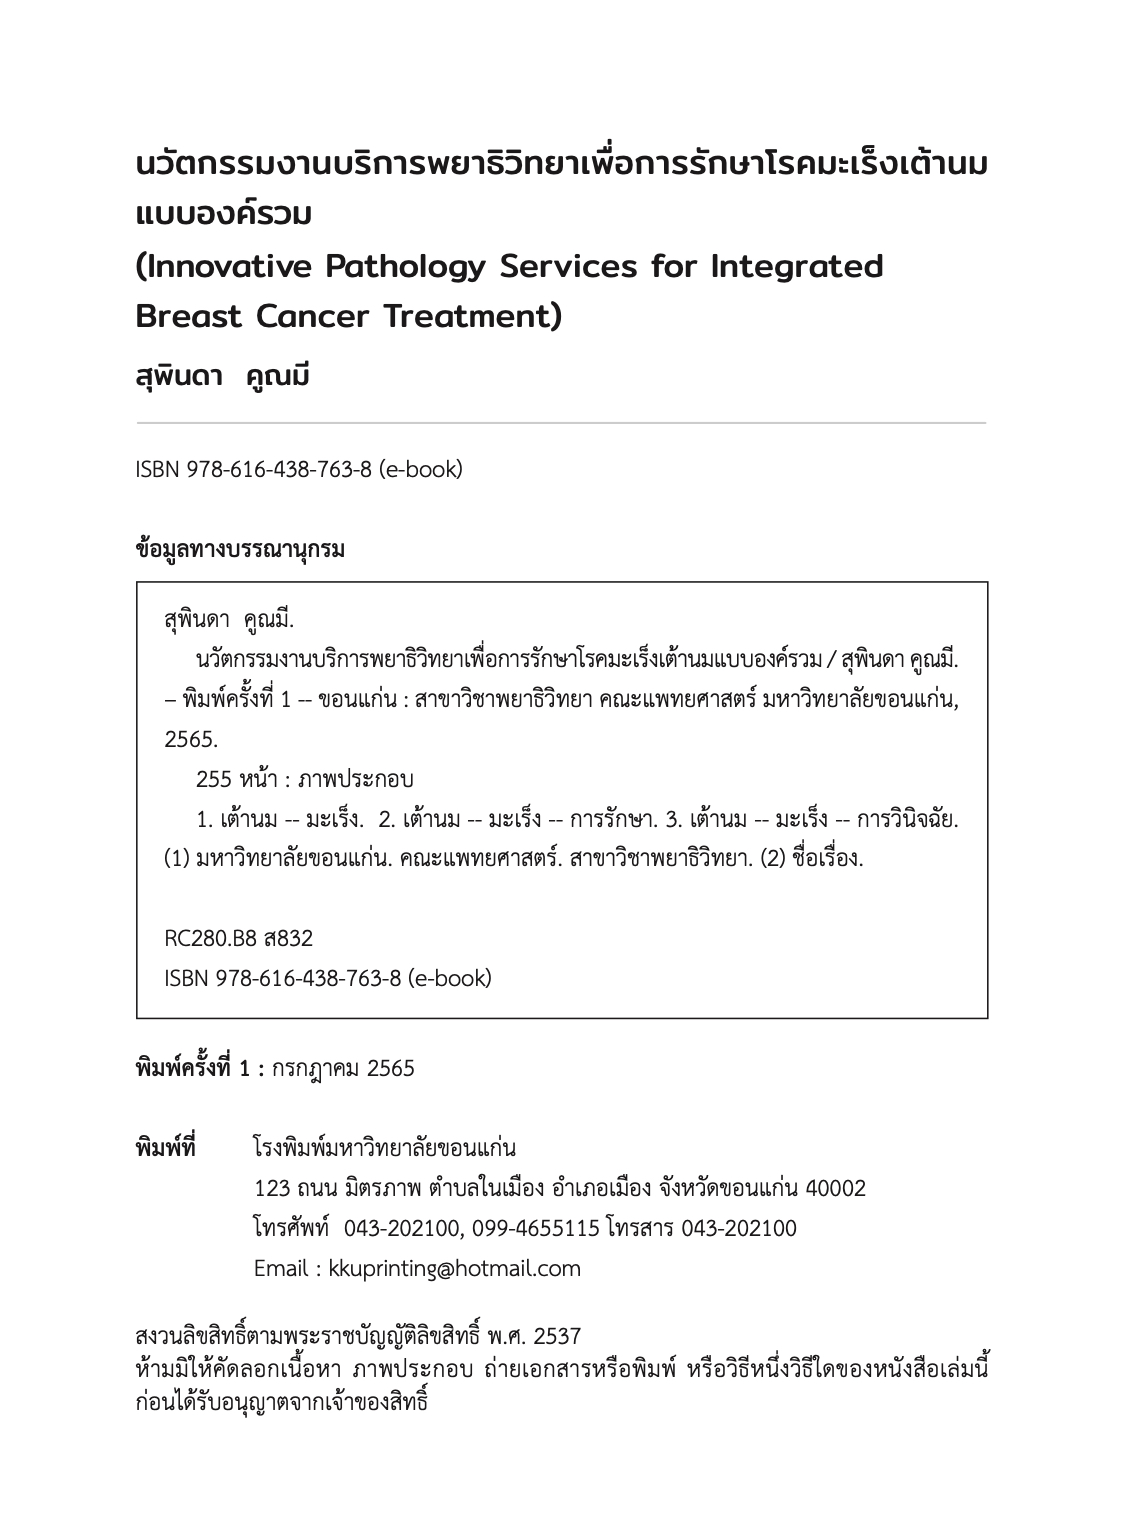 นวัตกรรมงานบริการพยาธิวิทยาเพื่อการรักษาโรคมะเร็งเต้านม
แบบองค์รวม
(Innovative Pathology Services for Integrated
Breast Cancer Treatment)
สุพินดา คูณมี
ISBN 978-616-438-763-8 (e-book)
ข้อมูลทางบรรณานุกรม
สุพินดา คูณมี.
นวัตกรรมงานบริการพยาธิวิทยาเพื่อการรักษาโรคมะเร็งเต้านมแบบองค์รวม / สุพินดา คูณมี.
– พิมพ์ครั้งที่ 1 -- ขอนแก่น : สาขาวิชาพยาธิวิทยา คณะแพทยศาสตร์ มหาวิทยาลัยขอนแก่น,
2565.
255 หน้า : ภาพประกอบ
1. เต้านม -- มะเร็ง. 2. เต้านม -- มะเร็ง -- การรักษา. 3. เต้านม -- มะเร็ง -- การวินิจฉัย.
(1) มหาวิทยาลัยขอนแก่น. คณะแพทยศาสตร์. สาขาวิชาพยาธิวิทยา. (2) ชื่อเรื่อง.
RC280.B8 ส832
ISBN 978-616-438-763-8 (e-book)
พิมพ์ครั้งที่ 1 : กรกฎาคม 2565
พิมพ์ที่ โรงพิมพ์มหาวิทยาลัยขอนแก่น
123 ถนน มิตรภาพ ตำบลในเมือง อำเภอเมือง จังหวัดขอนแก่น 40002
โทรศัพท์ 043-202100, 099-4655115 โทรสาร 043-202100
Email : kkuprinting@hotmail.com
สงวนลิขสิทธิ์ตามพระราชบัญญัติลิขสิทธิ์ พ.ศ. 2537
ห้ามมิให้คัดลอกเนื้อหา ภาพประกอบ ถ่ายเอกสารหรือพิมพ์ หรือวิธีหนึ่งวิธีใดของหนังสือเล่มนี้
ก่อนได้รับอนุญาตจากเจ้าของสิทธิ์